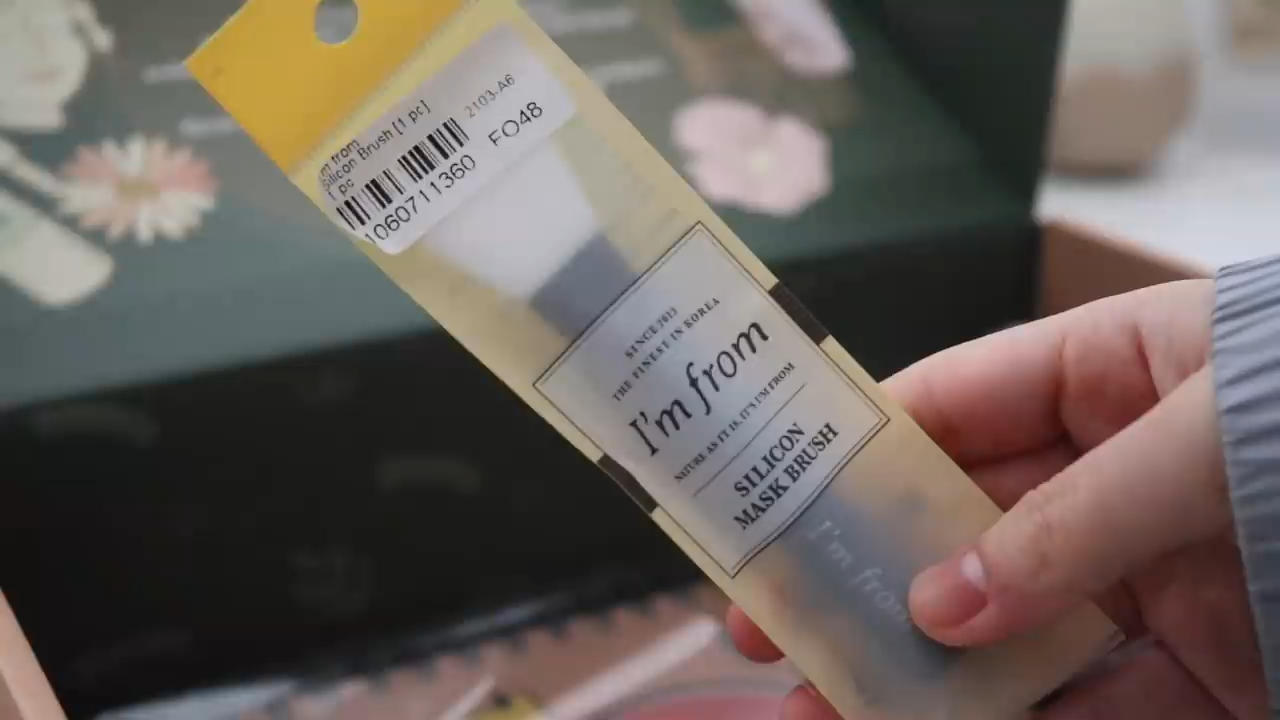 I'm from
Silicon Brush [1 pc]
1 pc
2103-A6
1060711360
FO48
SINCE 2013
THE FINEST IN KOREA
I'm from
NATURE AS IT IS, IT'S I'M FROM
SILICON
MASK BRUSH
I'm from